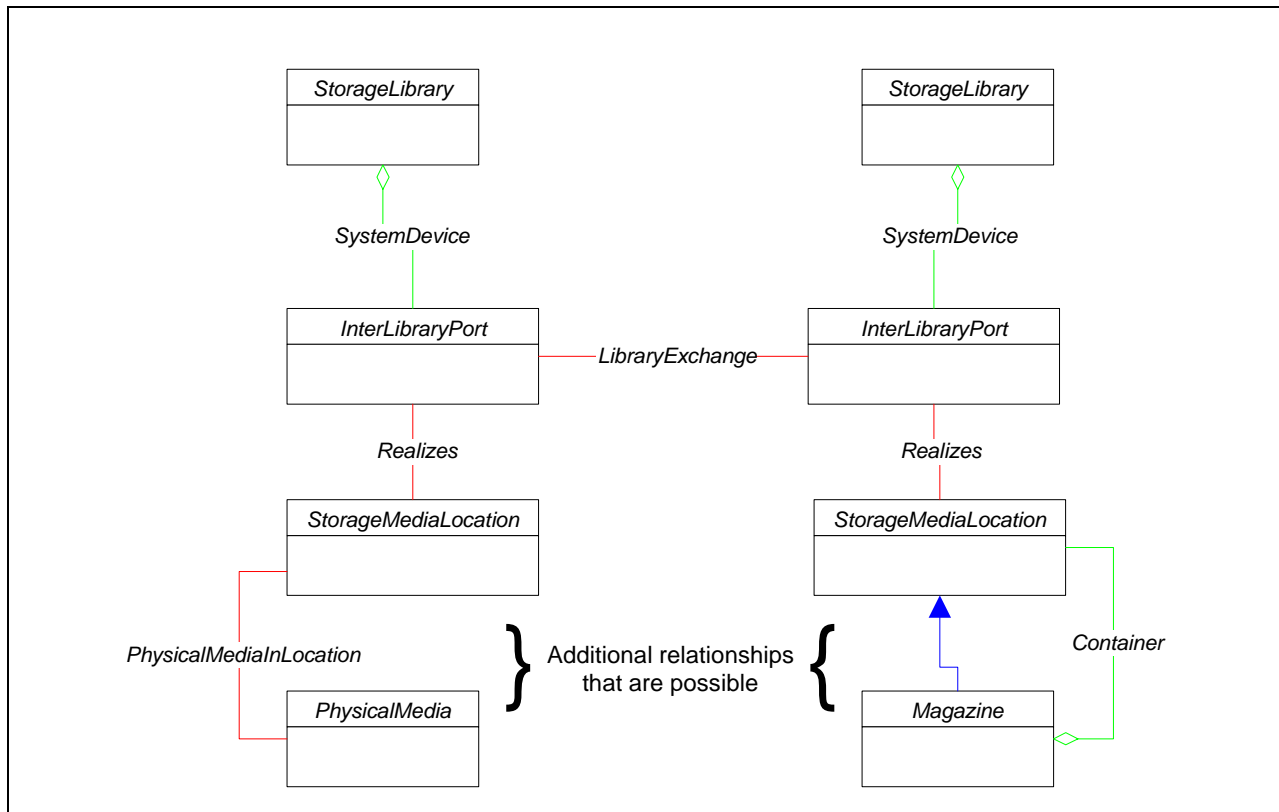 StorageLibrary
StorageLibrary
SystemDevice
SystemDevice
InterLibraryPort
InterLibraryPort
LibraryExchange
Realizes
Realizes
StorageMediaLocation
StorageMediaLocation
PhysicalMediaInLocation
Additional relationships
that are possible
Container
PhysicalMedia
Magazine